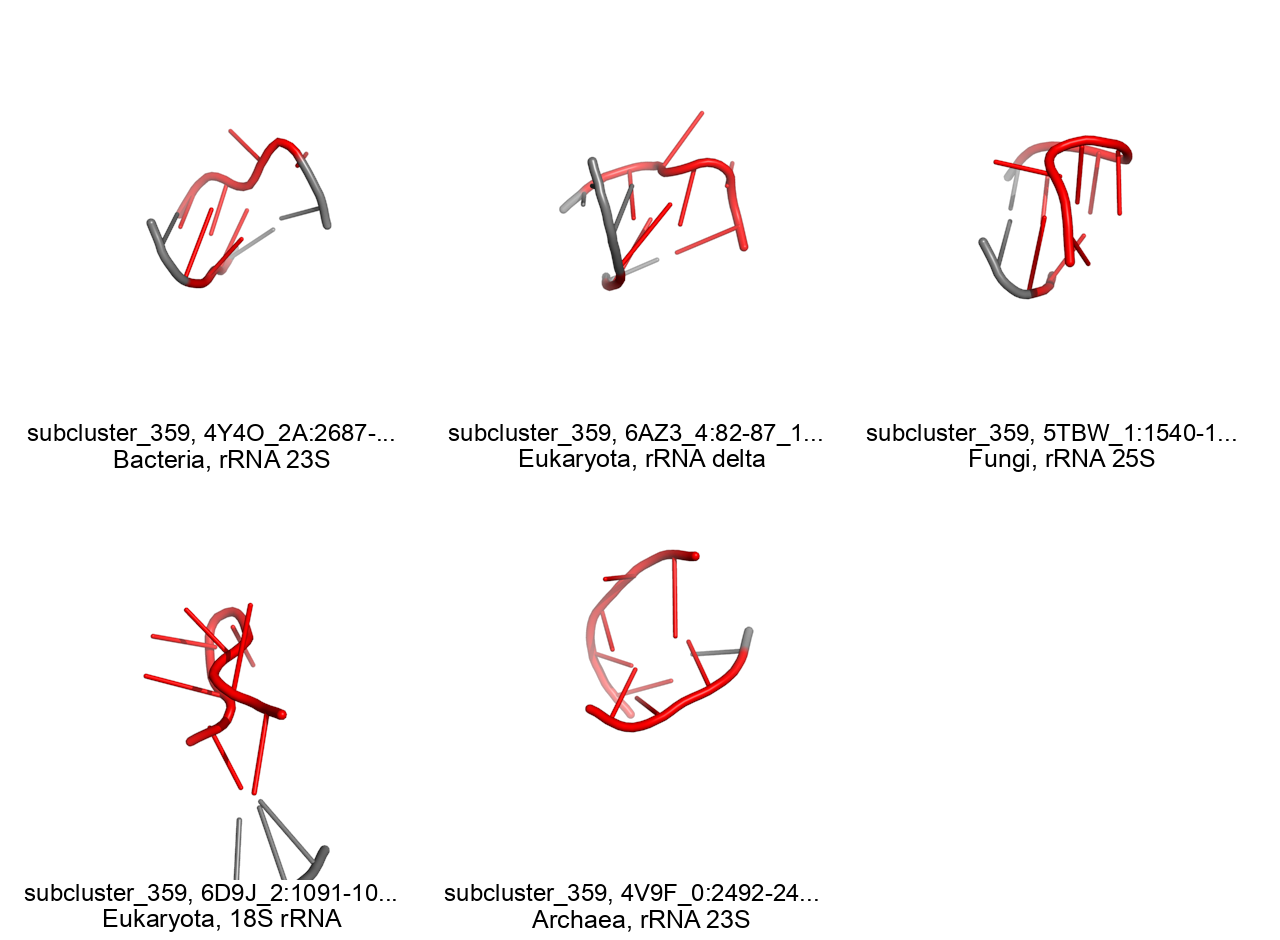 subcluster_359, 4Y4O_2A:2687-...
Bacteria, rRNA 23S
subcluster_359, 6AZ3_4:82-87_1...
Eukaryota, rRNA delta
subcluster_359, 5TBW_1:1540-1...
Fungi, rRNA 25S
subcluster_359, 6D9J_2:1091-10...
Eukaryota, 18S rRNA
subcluster_359, 4V9F_0:2492-24...
Archaea, rRNA 23S